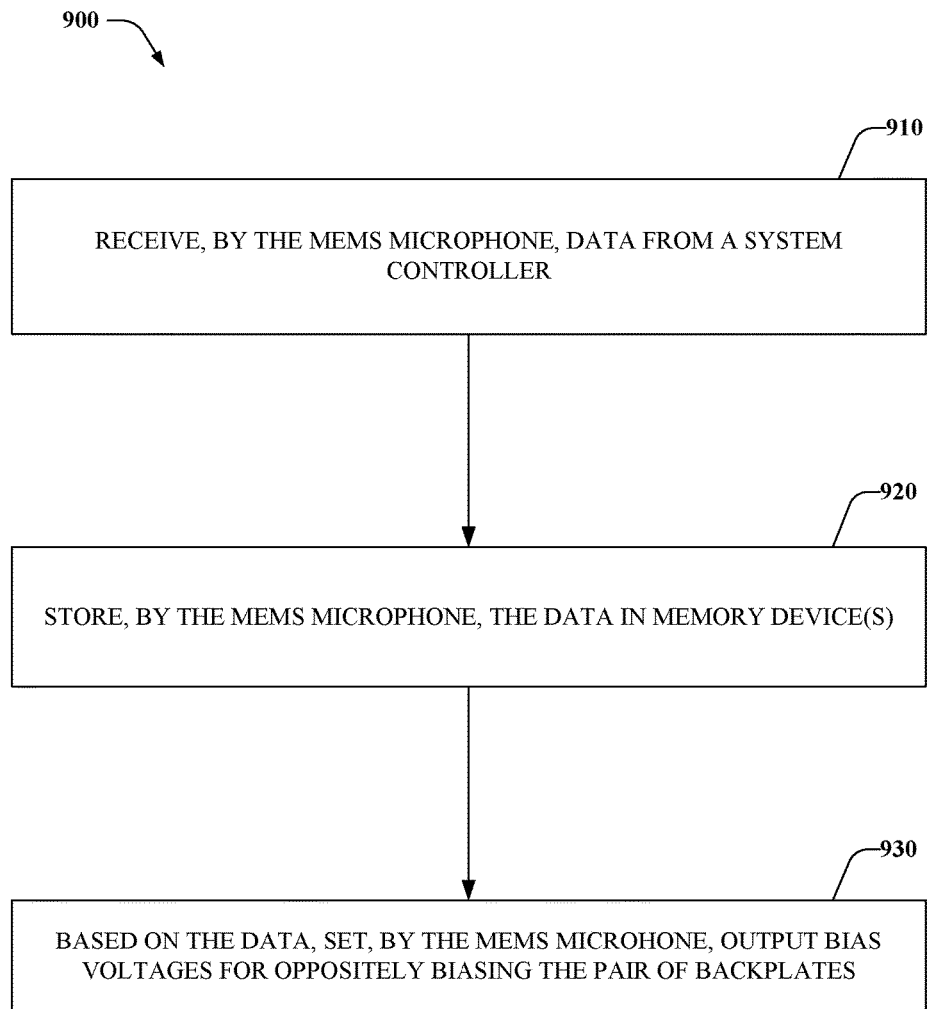 900
910
RECEIVE, BY THE MEMS MICROPHONE, DATA FROM A SYSTEM
CONTROLLER
920
STORE, BY THE MEMS MICROPHONE, THE DATA IN MEMORY DEVICE(S)
930
BASED ON THE DATA, SET, BY THE MEMS MICROHONE, OUTPUT BIAS
VOLTAGES FOR OPPOSITELY BIASING THE PAIR OF BACKPLATES